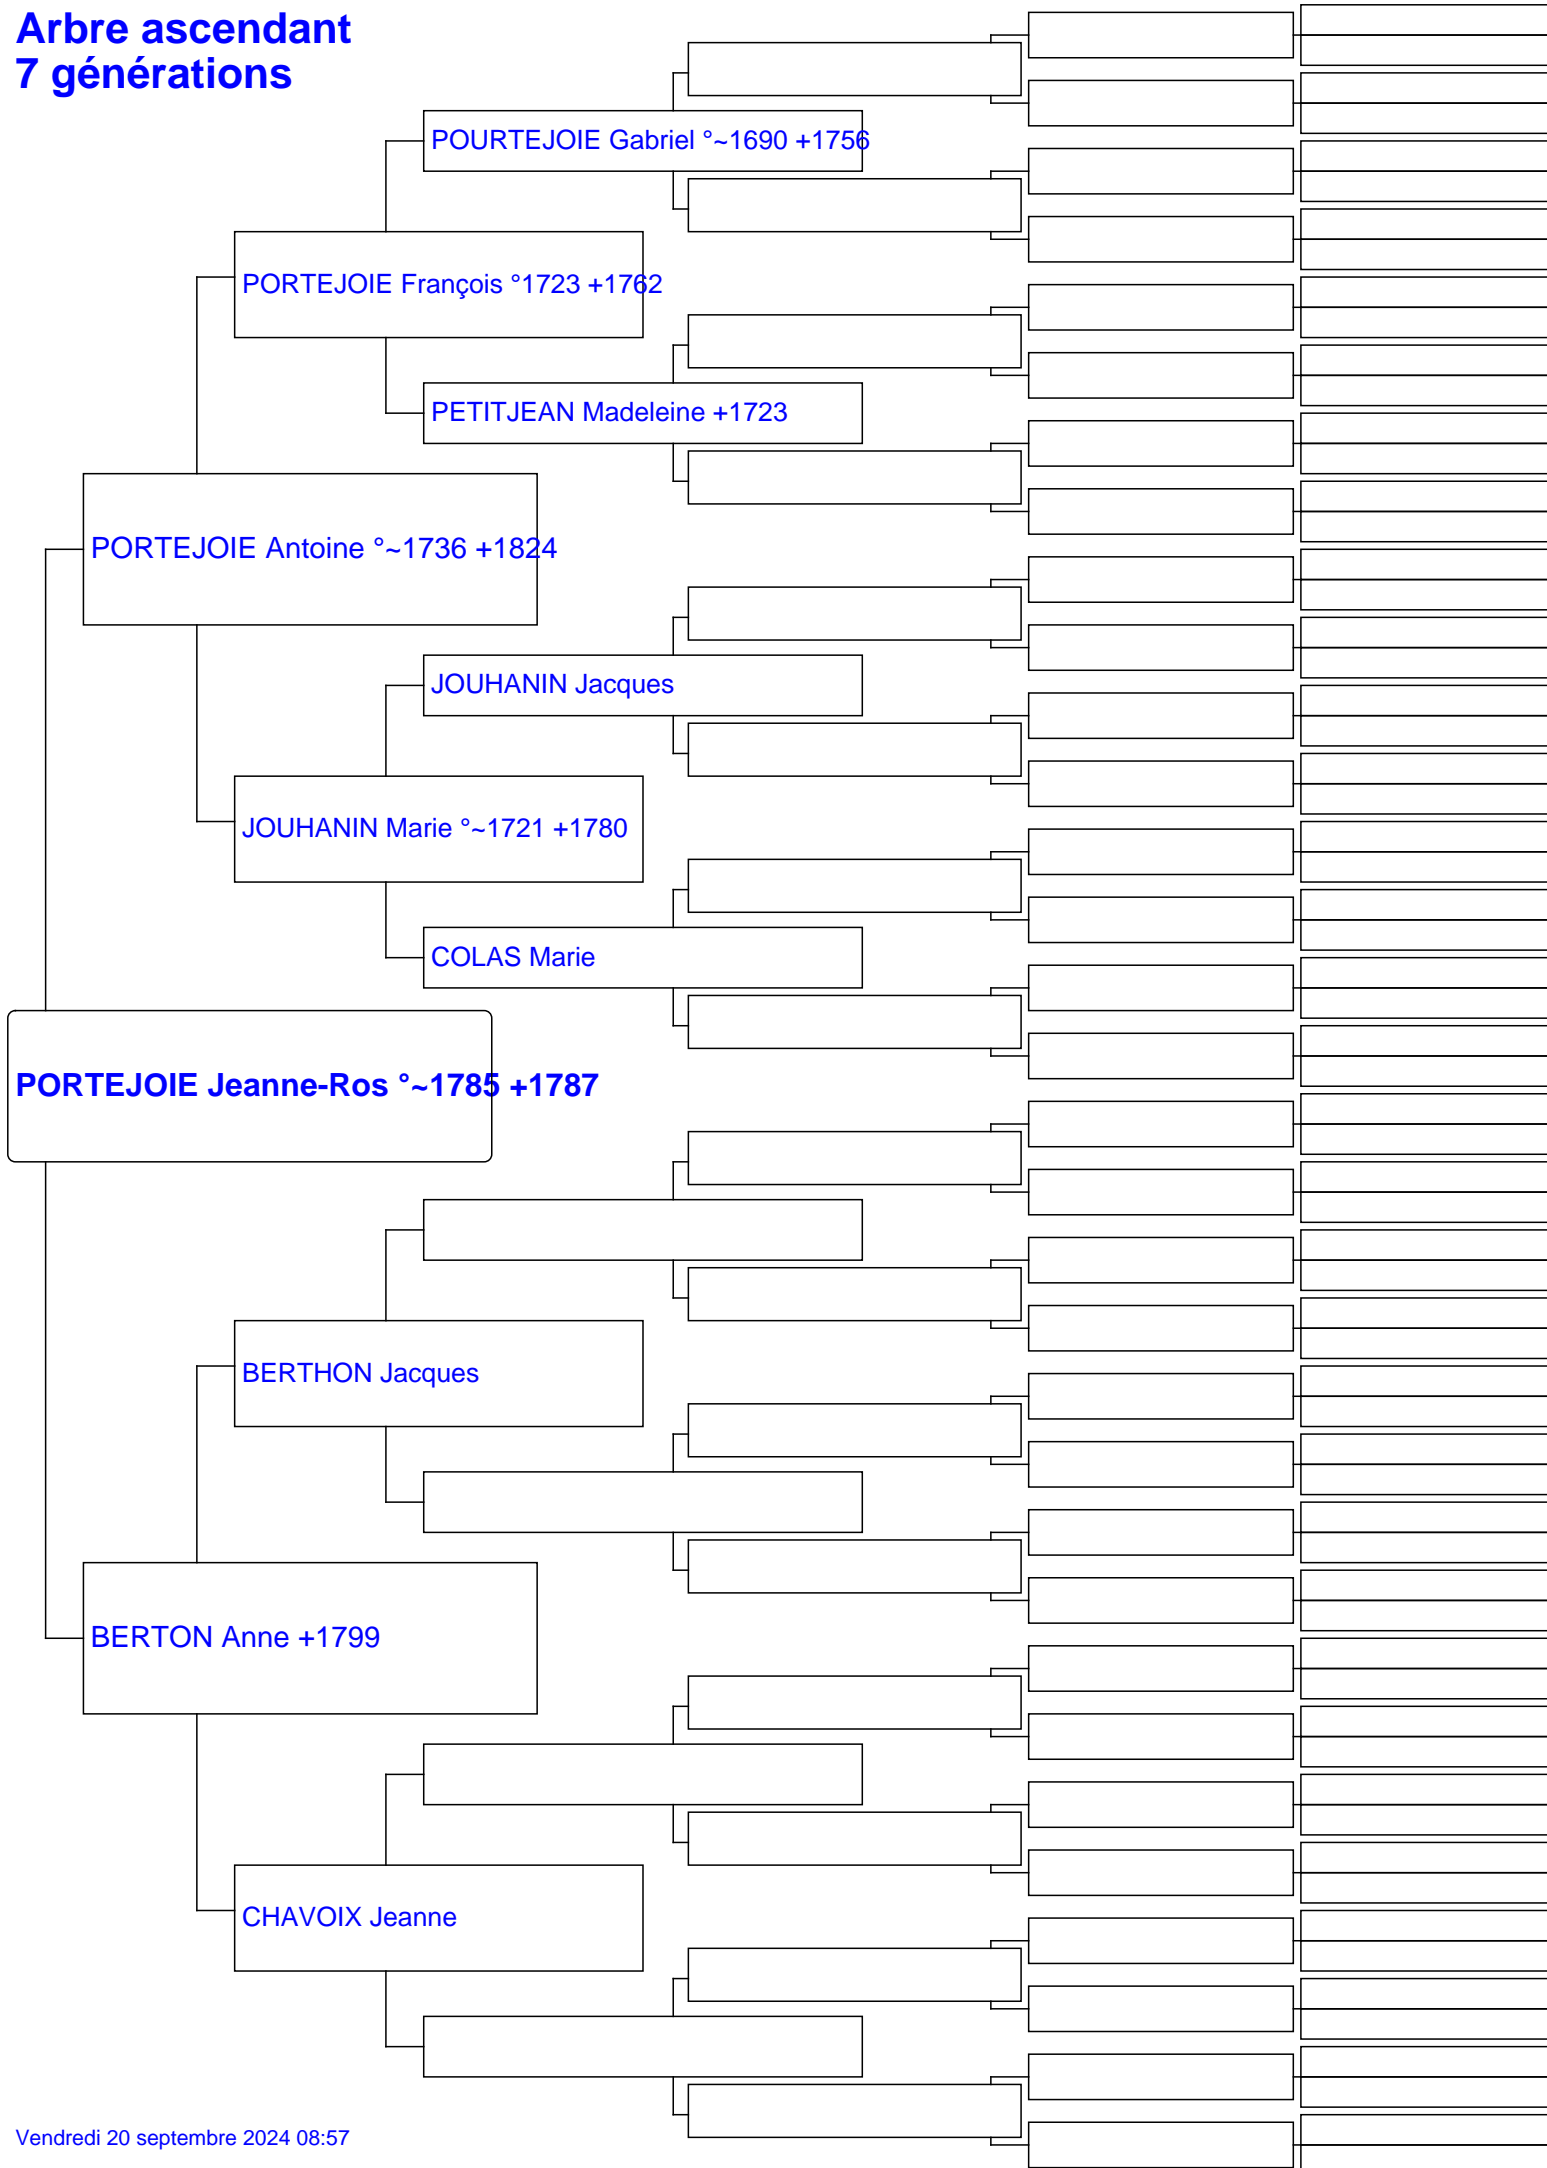 Arbre ascendant
7 générations
POURTEJOIE Gabriel °~1690 +1756
PORTEJOIE François °1723 +1762
PETITJEAN Madeleine +1723
PORTEJOIE Antoine °~1736 +1824
JOUHANIN Jacques
JOUHANIN Marie °~1721 +1780
COLAS Marie
PORTEJOIE Jeanne-Ros °~1785 +1787
BERTHON Jacques
BERTON Anne +1799
CHAVOIX Jeanne
Vendredi 20 septembre 2024 08:57